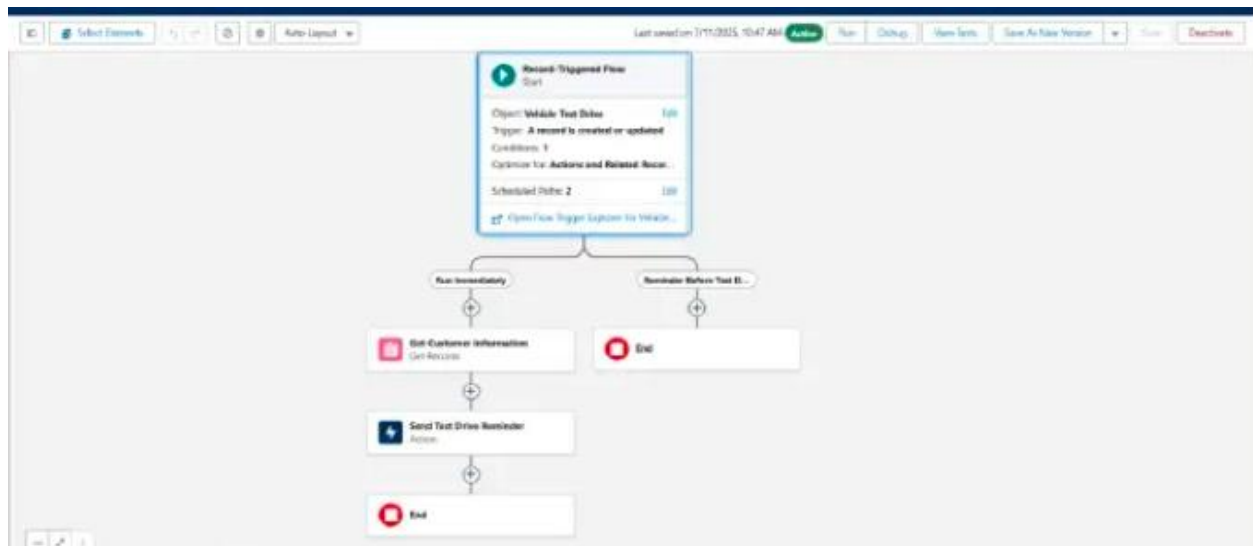 Select Elements
Auto-Layout
Last saved on 7/11/2025, 10:47 AM
Active
Run
Debug
View Tests
Save As New Version
Save
Deactivate
Record-Triggered Flow
Start
Object: Vehicle Test Drive
Edit
Trigger: A record is created or updated
Conditions: 1
Optimize for: Actions and Related Recor...
Scheduled Paths: 2
Edit
Open Flow Trigger Explorer for Vehicle...
Run Immediately
Reminder Before Test D...
Get Customer Information
Get Records
End
Send Test Drive Reminder
Action
End